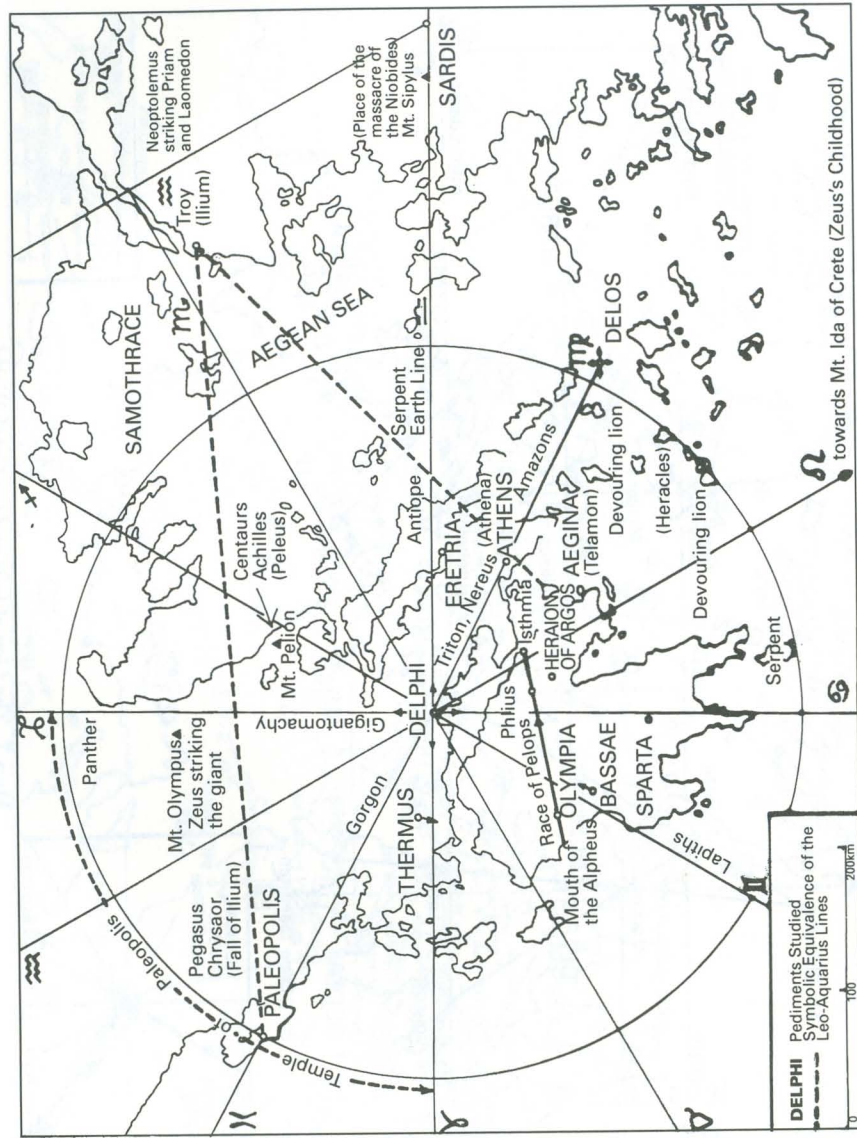 Neoptolemus
striking Priam
and Laomedon
♒
Troy
(Ilium)
(Place of the
massacre of
the Niobides)
Mt. Sipylus
SARDIS
SAMOTHRACE
♏
AEGEAN SEA
Serpent
Earth Line
♎
♐
Centaurs
Achilles
(Peleus)
Mt. Pelion
Antiope
ERETRIA
(Athena)
ATHENS
Amazons
♍
DELOS
Triton, Nereus
AEGINA
(Telamon)
Devouring lion
(Heracles)
Devouring lion
♌
towards Mt. Ida of Crete (Zeus's Childhood)
Isthmia
HERAION
OF ARGOS
Serpent
♋
Panther
Mt. Olympus
Zeus striking
the giant
Gigantomachy
DELPHI
Phlius
Race of Pelops
OLYMPIA
BASSAE
SPARTA
Gorgon
THERMUS
Mouth of
the Alpheus
Lapiths
♊
♒
Paleopolis
Pegasus
Chrysaor
(Fall of Ilium)
PALEOPOLIS
Temple
♓
♈
DELPHI Pediments Studied
Symbolic Equivalence of the
Leo-Aquarius Lines
0 100 200km